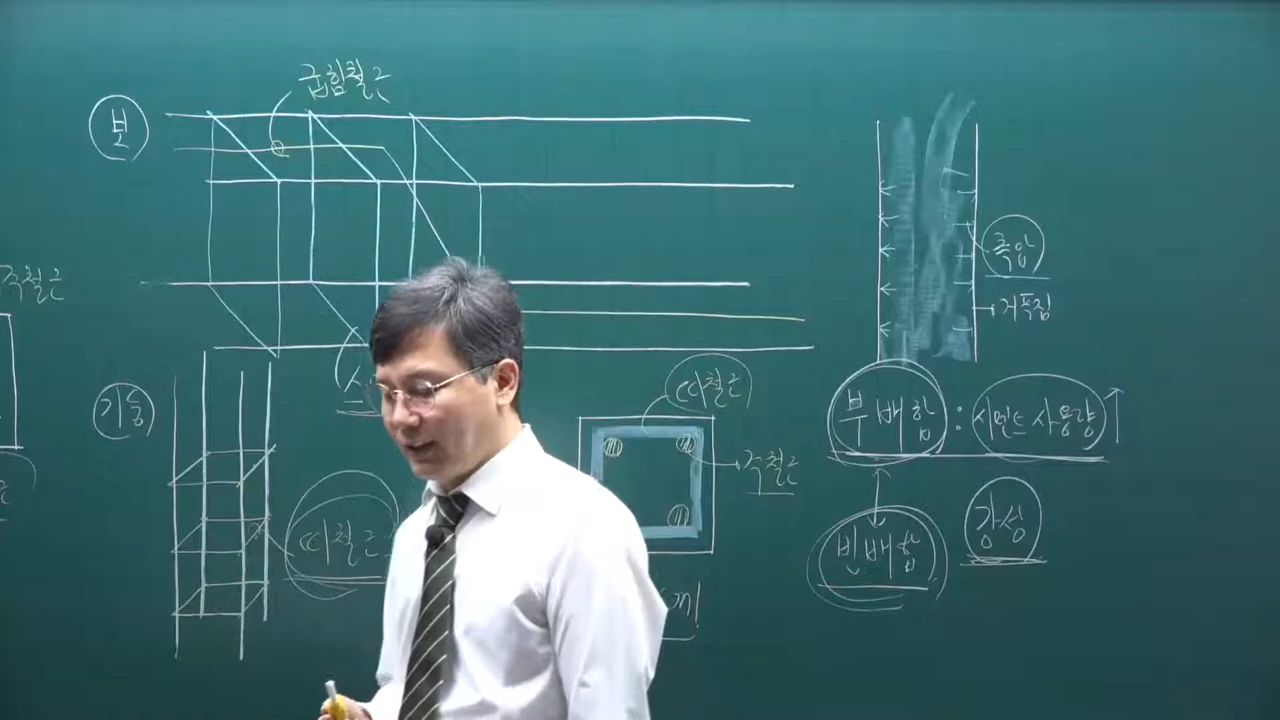 굽힘철근
보
주철근
측압
거푸집
기둥
띠철근
띠철근
주철근
부배합 : 시멘트 사용량 ↑
빈배합
강성